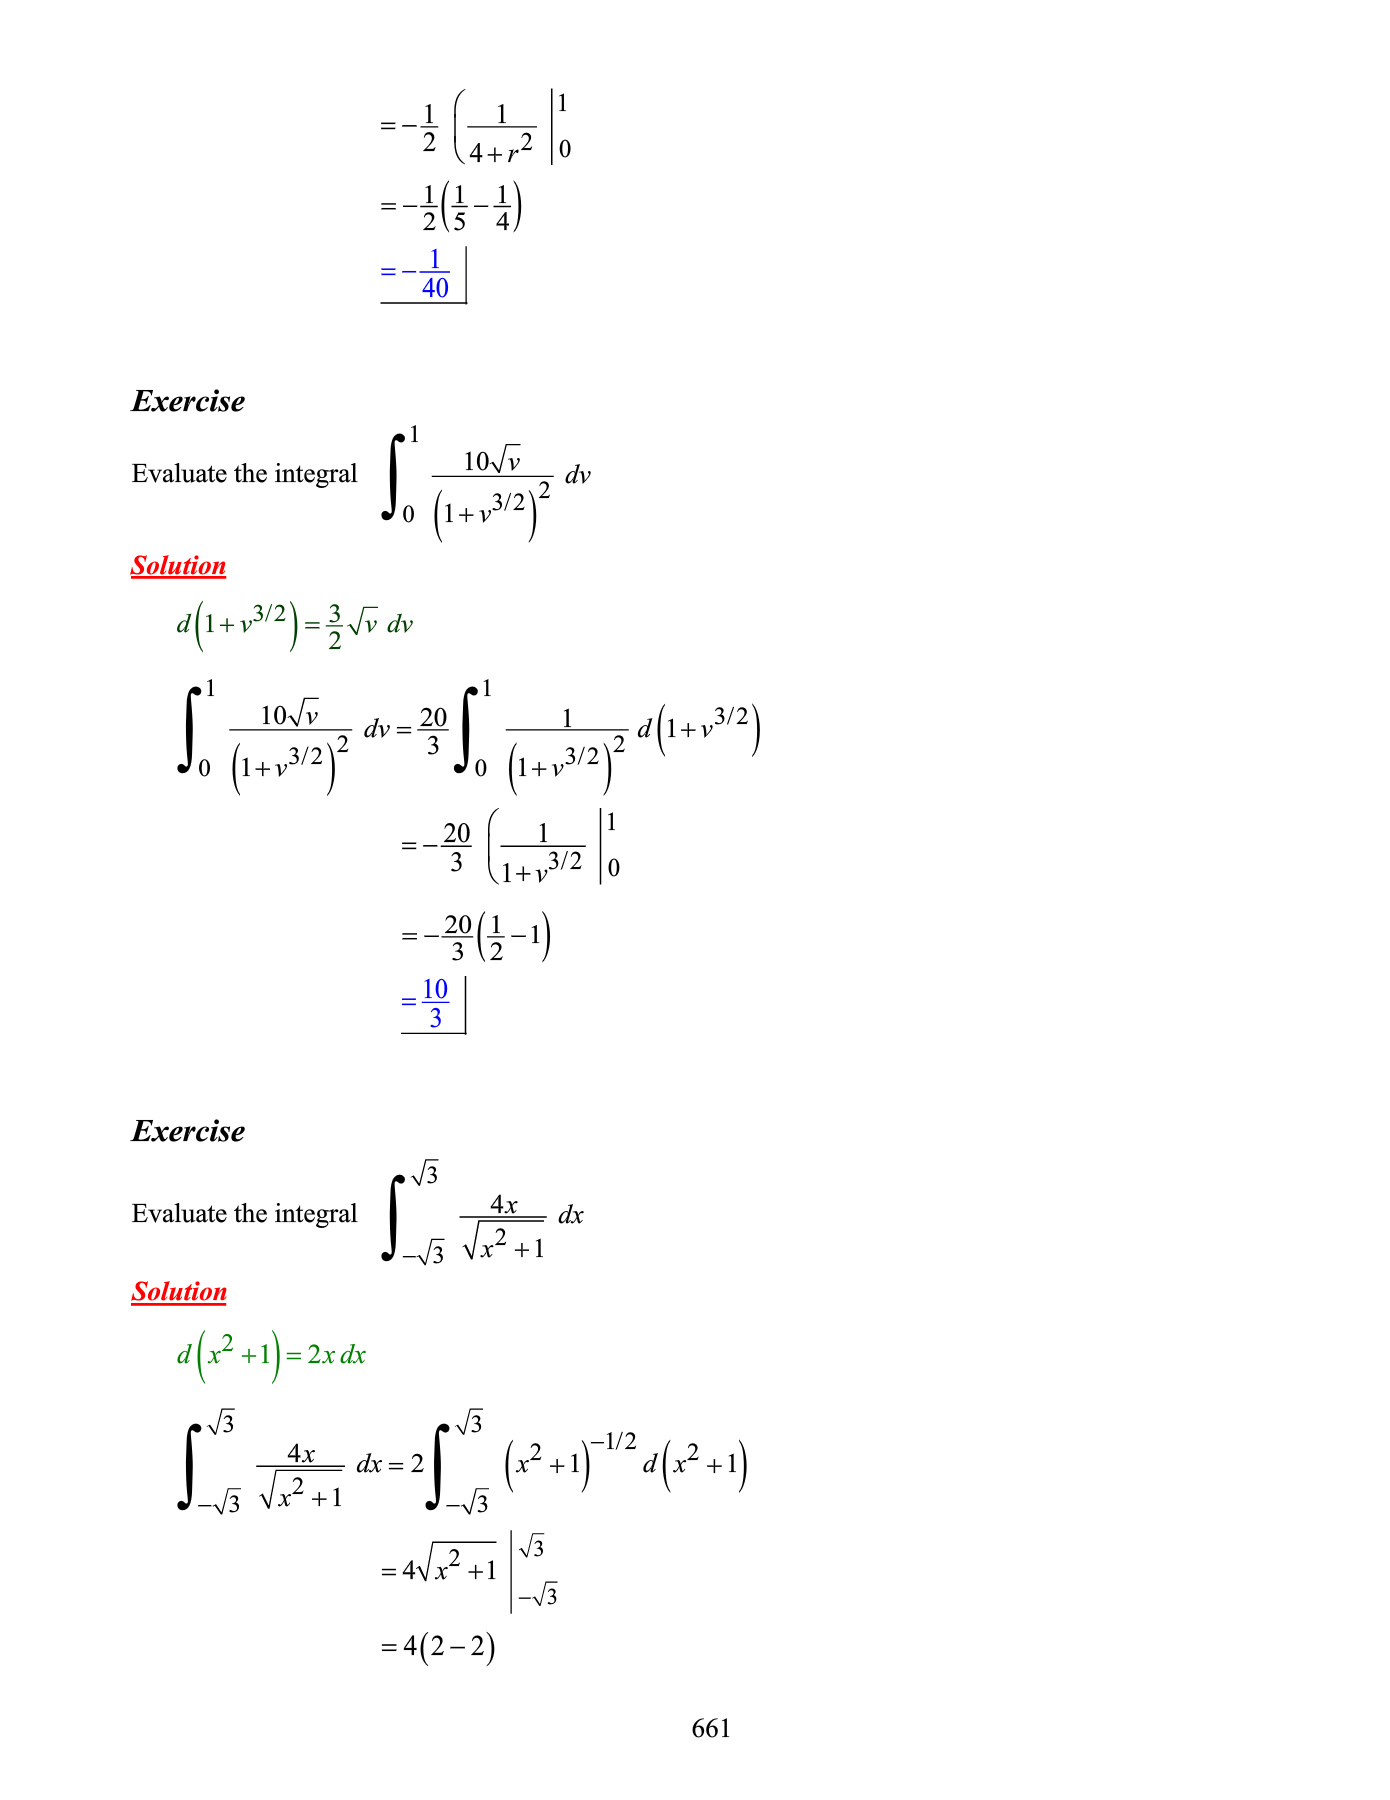 $= -\frac{1}{2} \left( \frac{1}{4+r^2} \right|_0^1$
$= -\frac{1}{2}\left(\frac{1}{5} - \frac{1}{4}\right)$
$= -\frac{1}{40}$
Exercise
Evaluate the integral $\int_0^1 \frac{10\sqrt{v}}{\left(1+v^{3/2}\right)^2} \, dv$
Solution
$d\left(1+v^{3/2}\right) = \frac{3}{2}\sqrt{v} \, dv$
$\int_0^1 \frac{10\sqrt{v}}{\left(1+v^{3/2}\right)^2} \, dv = \frac{20}{3} \int_0^1 \frac{1}{\left(1+v^{3/2}\right)^2} \, d\left(1+v^{3/2}\right)$
$= -\frac{20}{3} \left( \frac{1}{1+v^{3/2}} \right|_0^1$
$= -\frac{20}{3}\left(\frac{1}{2} - 1\right)$
$= \frac{10}{3}$
Exercise
Evaluate the integral $\int_{-\sqrt{3}}^{\sqrt{3}} \frac{4x}{\sqrt{x^2+1}} \, dx$
Solution
$d\left(x^2+1\right) = 2x \, dx$
$\int_{-\sqrt{3}}^{\sqrt{3}} \frac{4x}{\sqrt{x^2+1}} \, dx = 2 \int_{-\sqrt{3}}^{\sqrt{3}} \left(x^2+1\right)^{-1/2} d\left(x^2+1\right)$
$= 4\sqrt{x^2+1} \, \Big|_{-\sqrt{3}}^{\sqrt{3}}$
$= 4(2-2)$
661